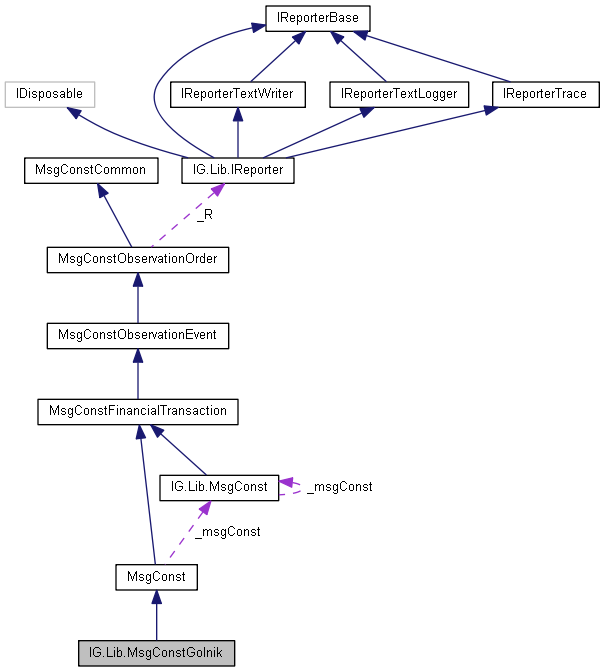 IReporterBase
IDisposable
IReporterTextWriter
IReporterTextLogger
IReporterTrace
MsgConstCommon
IG.Lib.IReporter
_R
MsgConstObservationOrder
MsgConstObservationEvent
MsgConstFinancialTransaction
IG.Lib.MsgConst
_msgConst
_msgConst
MsgConst
IG.Lib.MsgConstGolnik